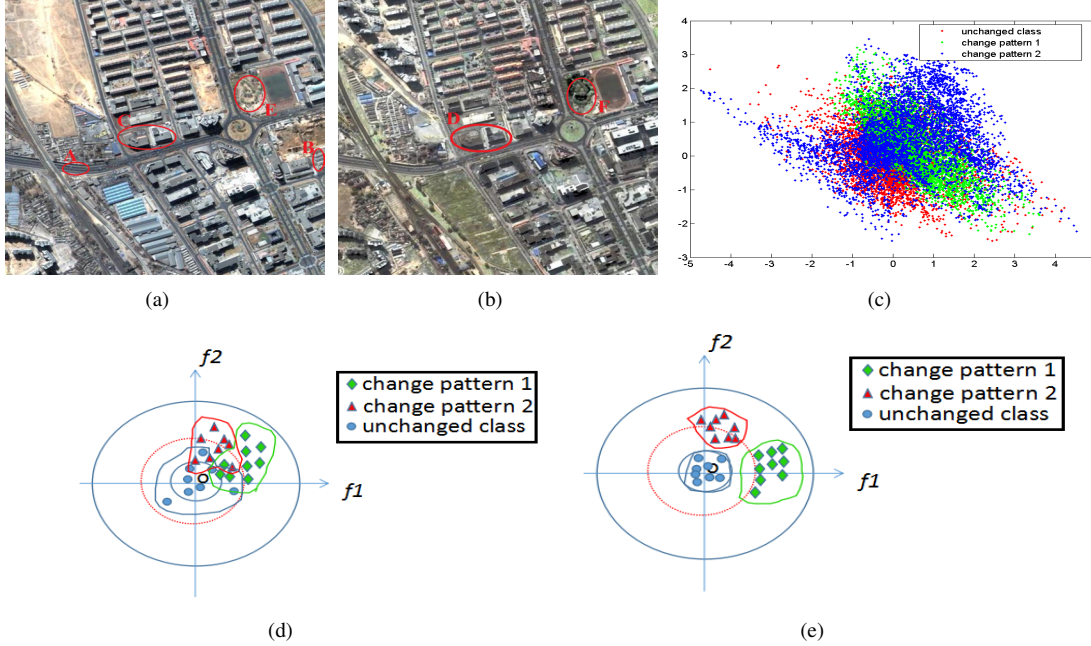 C
F
A
B
D
F
4
3
2
1
0
-1
-2
-3
-5
-4
-3
-2
-1
0
1
2
3
4
unchanged class
change pattern 1
change pattern 2
(a)
(b)
(c)
f2
change pattern 1
change pattern 2
unchanged class
f1
(d)
f2
change pattern 1
change pattern 2
unchanged class
f1
(e)